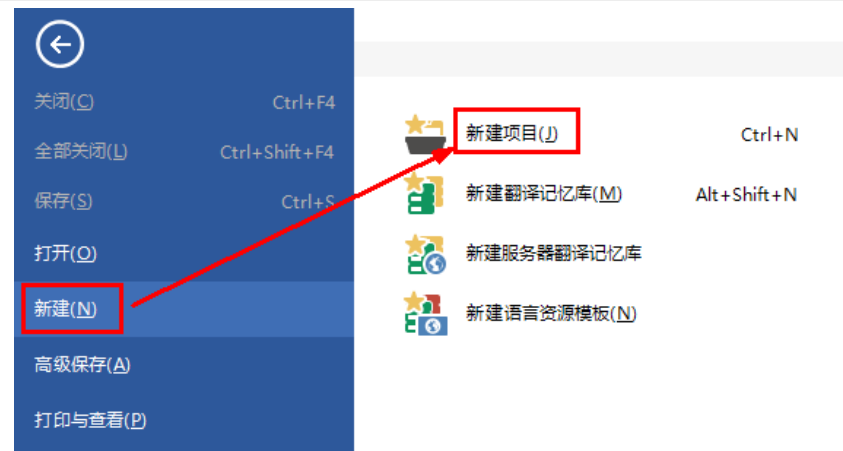 关闭(C) Ctrl+F4
全部关闭(L) Ctrl+Shift+F4
保存(S) Ctrl+S
打开(O)
新建(N)
高级保存(A)
打印与查看(P)
新建项目(J) Ctrl+N
新建翻译记忆库(M) Alt+Shift+N
新建服务器翻译记忆库
新建语言资源模板(N)